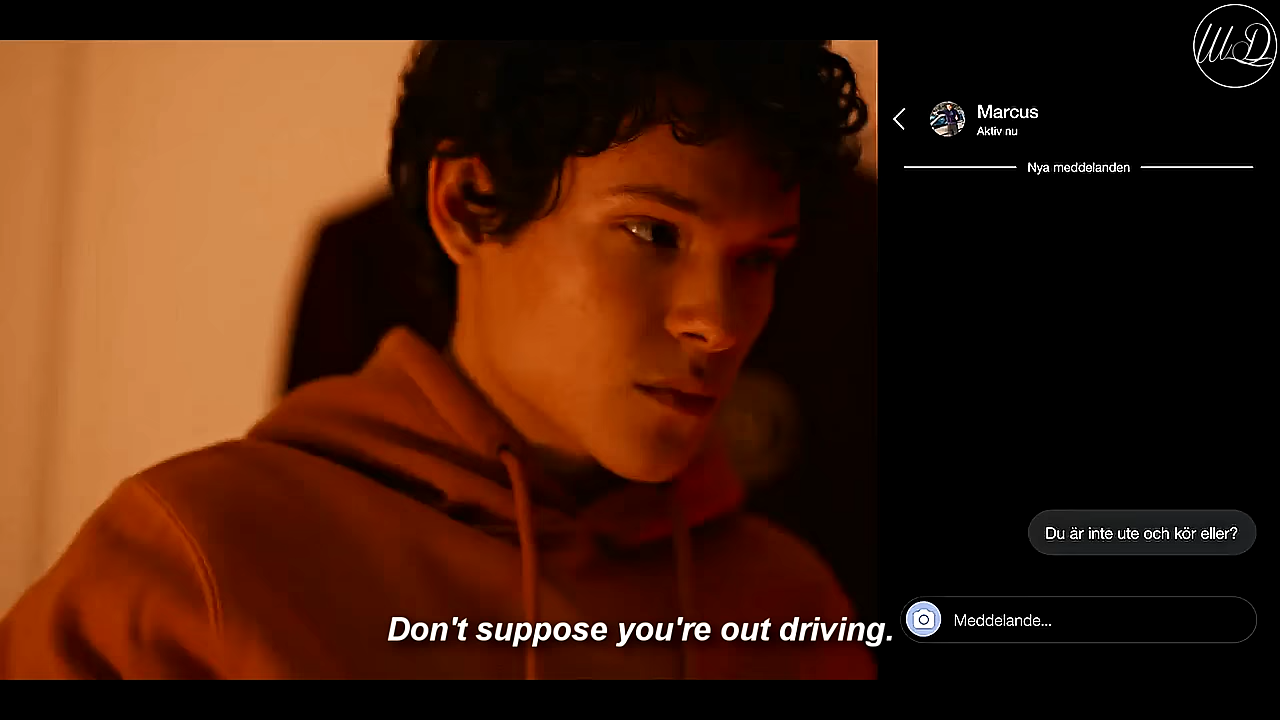 WD
Marcus
Aktiv nu
Nya meddelanden
Du är inte ute och kör eller?
Meddelande...
Don't suppose you're out driving.